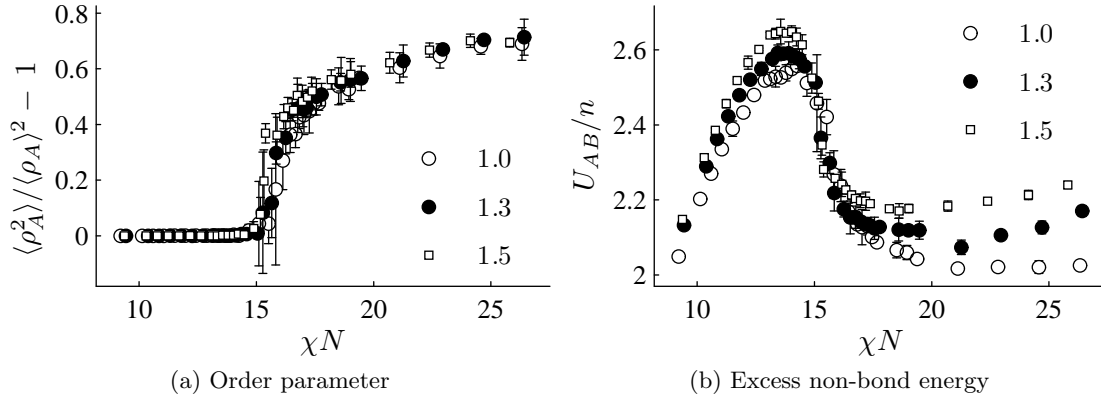 ⟨ρ_A^2⟩/⟨ρ_A⟩^2 − 1
0.8
0.6
0.4
0.2
0
10 15 20 25
χN
1.0
1.3
1.5
(a) Order parameter
U_{AB}/n
2.6
2.4
2.2
2
10 15 20 25
χN
1.0
1.3
1.5
(b) Excess non-bond energy